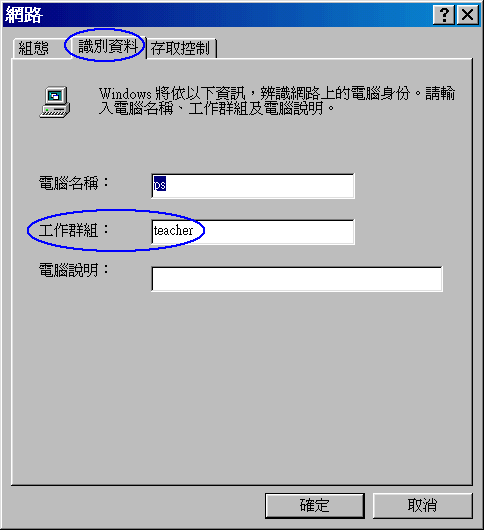 網路
組態 識別資料 存取控制
Windows 將依以下資訊，辨識網路上的電腦身份。請輸
入電腦名稱、工作群組及電腦說明。
電腦名稱： ps
工作群組： teacher
電腦說明：
確定 取消